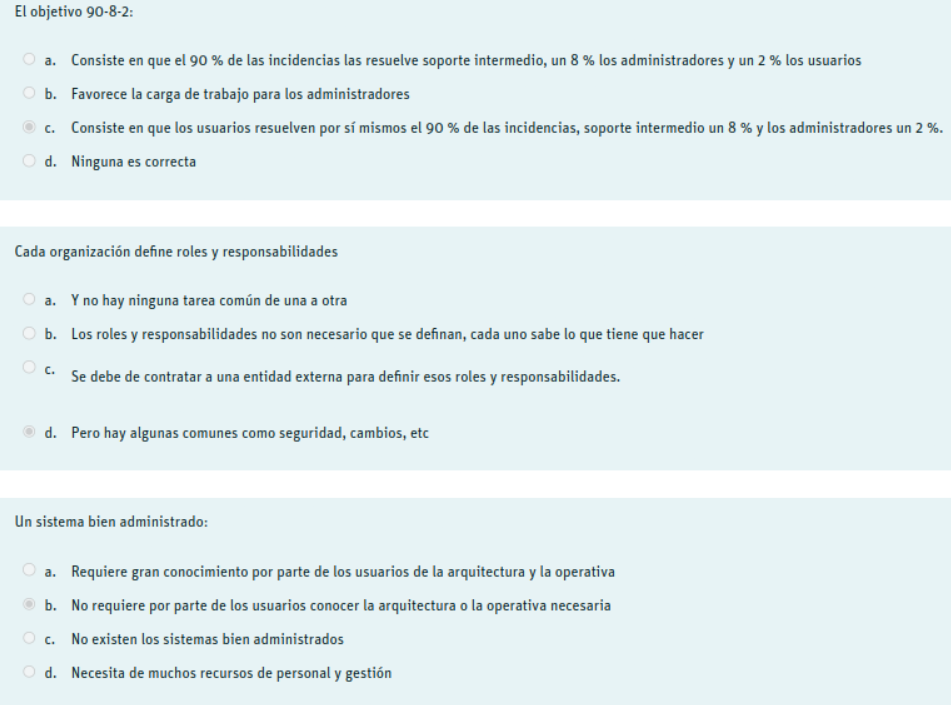 El objetivo 90-8-2:
a. Consiste en que el 90 % de las incidencias las resuelve soporte intermedio, un 8 % los administradores y un 2 % los usuarios
b. Favorece la carga de trabajo para los administradores
c. Consiste en que los usuarios resuelven por sí mismos el 90 % de las incidencias, soporte intermedio un 8 % y los administradores un 2 %.
d. Ninguna es correcta
Cada organización define roles y responsabilidades
a. Y no hay ninguna tarea común de una a otra
b. Los roles y responsabilidades no son necesario que se definan, cada uno sabe lo que tiene que hacer
c. Se debe de contratar a una entidad externa para definir esos roles y responsabilidades.
d. Pero hay algunas comunes como seguridad, cambios, etc
Un sistema bien administrado:
a. Requiere gran conocimiento por parte de los usuarios de la arquitectura y la operativa
b. No requiere por parte de los usuarios conocer la arquitectura o la operativa necesaria
c. No existen los sistemas bien administrados
d. Necesita de muchos recursos de personal y gestión